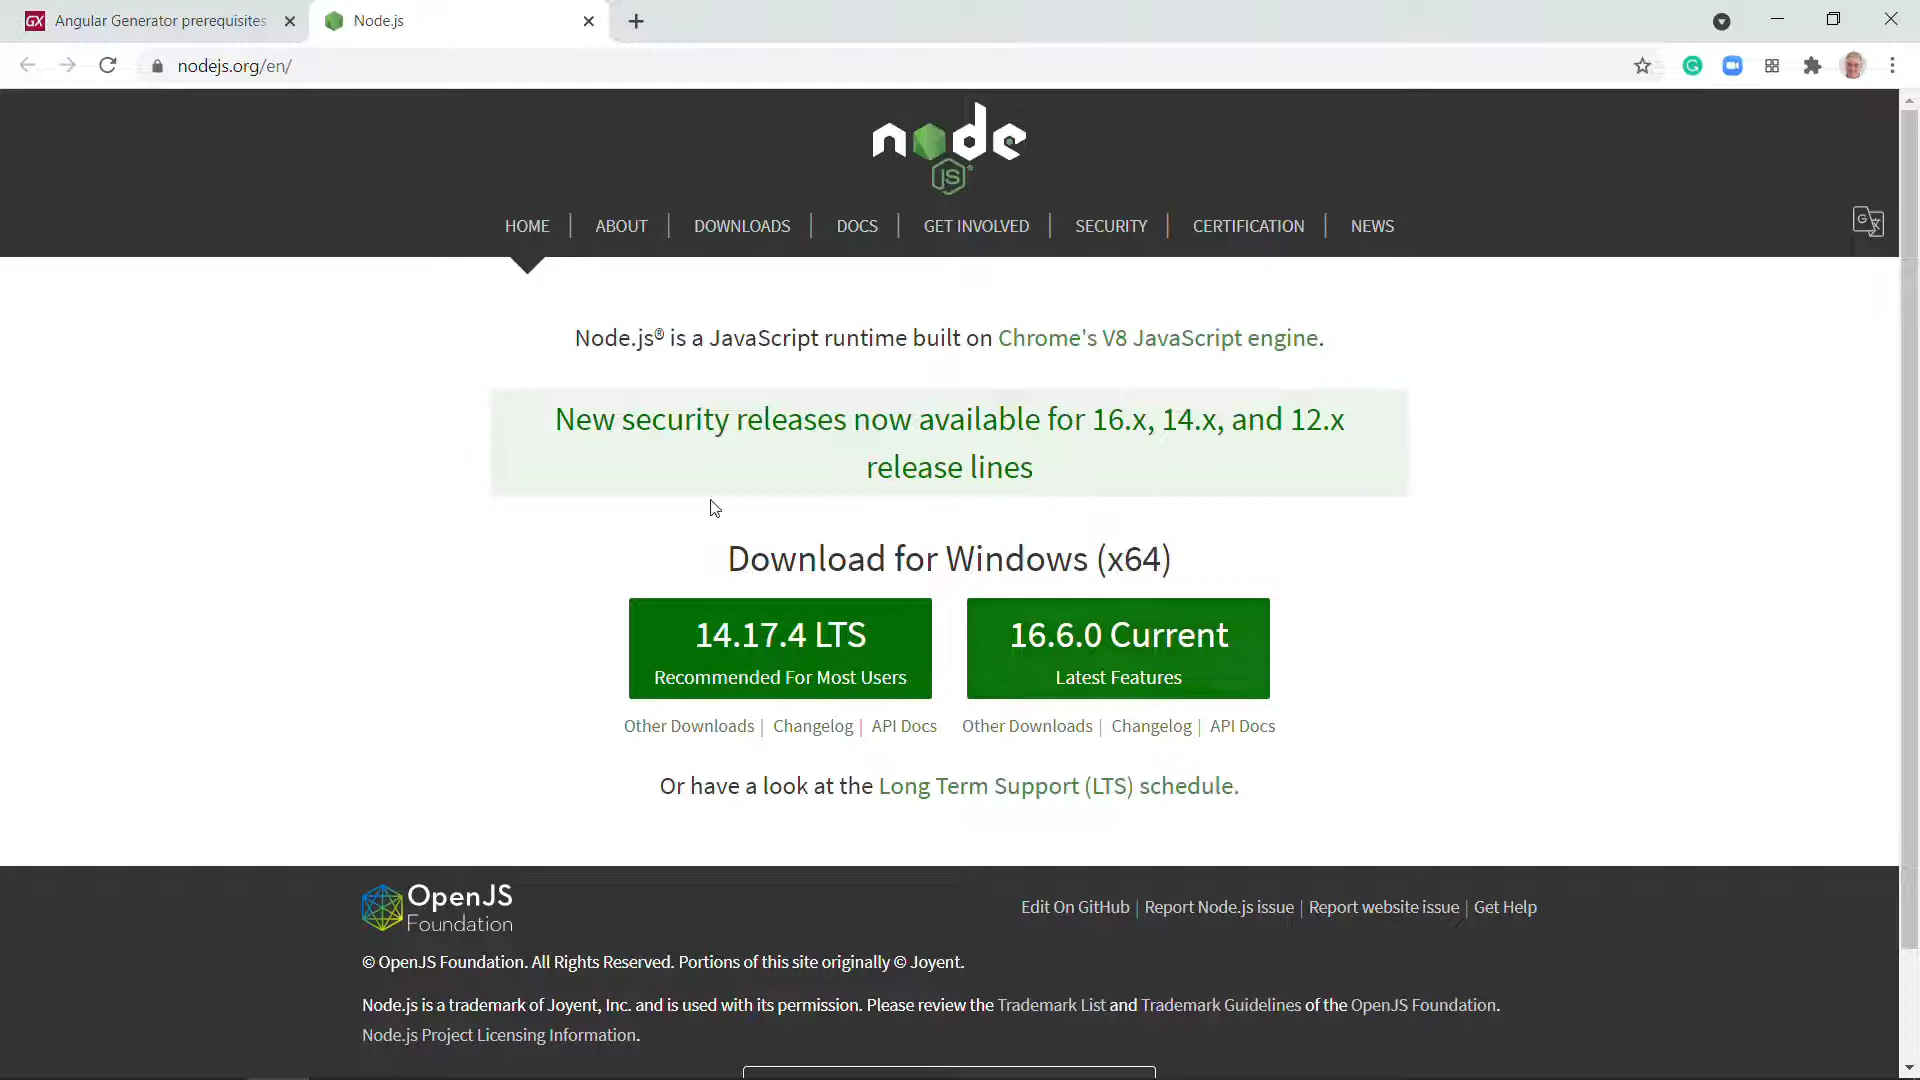 GX Angular Generator prerequisites
Node.js
nodejs.org/en/
node
JS
HOME | ABOUT | DOWNLOADS | DOCS | GET INVOLVED | SECURITY | CERTIFICATION | NEWS
Node.js® is a JavaScript runtime built on Chrome's V8 JavaScript engine.
New security releases now available for 16.x, 14.x, and 12.x
release lines
Download for Windows (x64)
14.17.4 LTS
Recommended For Most Users
16.6.0 Current
Latest Features
Other Downloads | Changelog | API Docs
Other Downloads | Changelog | API Docs
Or have a look at the Long Term Support (LTS) schedule.
OpenJS
Foundation
Edit On GitHub | Report Node.js issue | Report website issue | Get Help
© OpenJS Foundation. All Rights Reserved. Portions of this site originally © Joyent.
Node.js is a trademark of Joyent, Inc. and is used with its permission. Please review the Trademark List and Trademark Guidelines of the OpenJS Foundation.
Node.js Project Licensing Information.